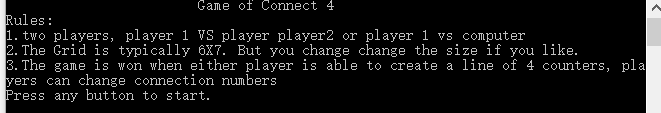 Game of Connect 4
Rules:
1.two players, player 1 VS player player2 or player 1 vs computer
2.The Grid is typically 6X7. But you change change the size if you like.
3.The game is won when either player is able to create a line of 4 counters, pla
yers can change connection numbers
Press any button to start.